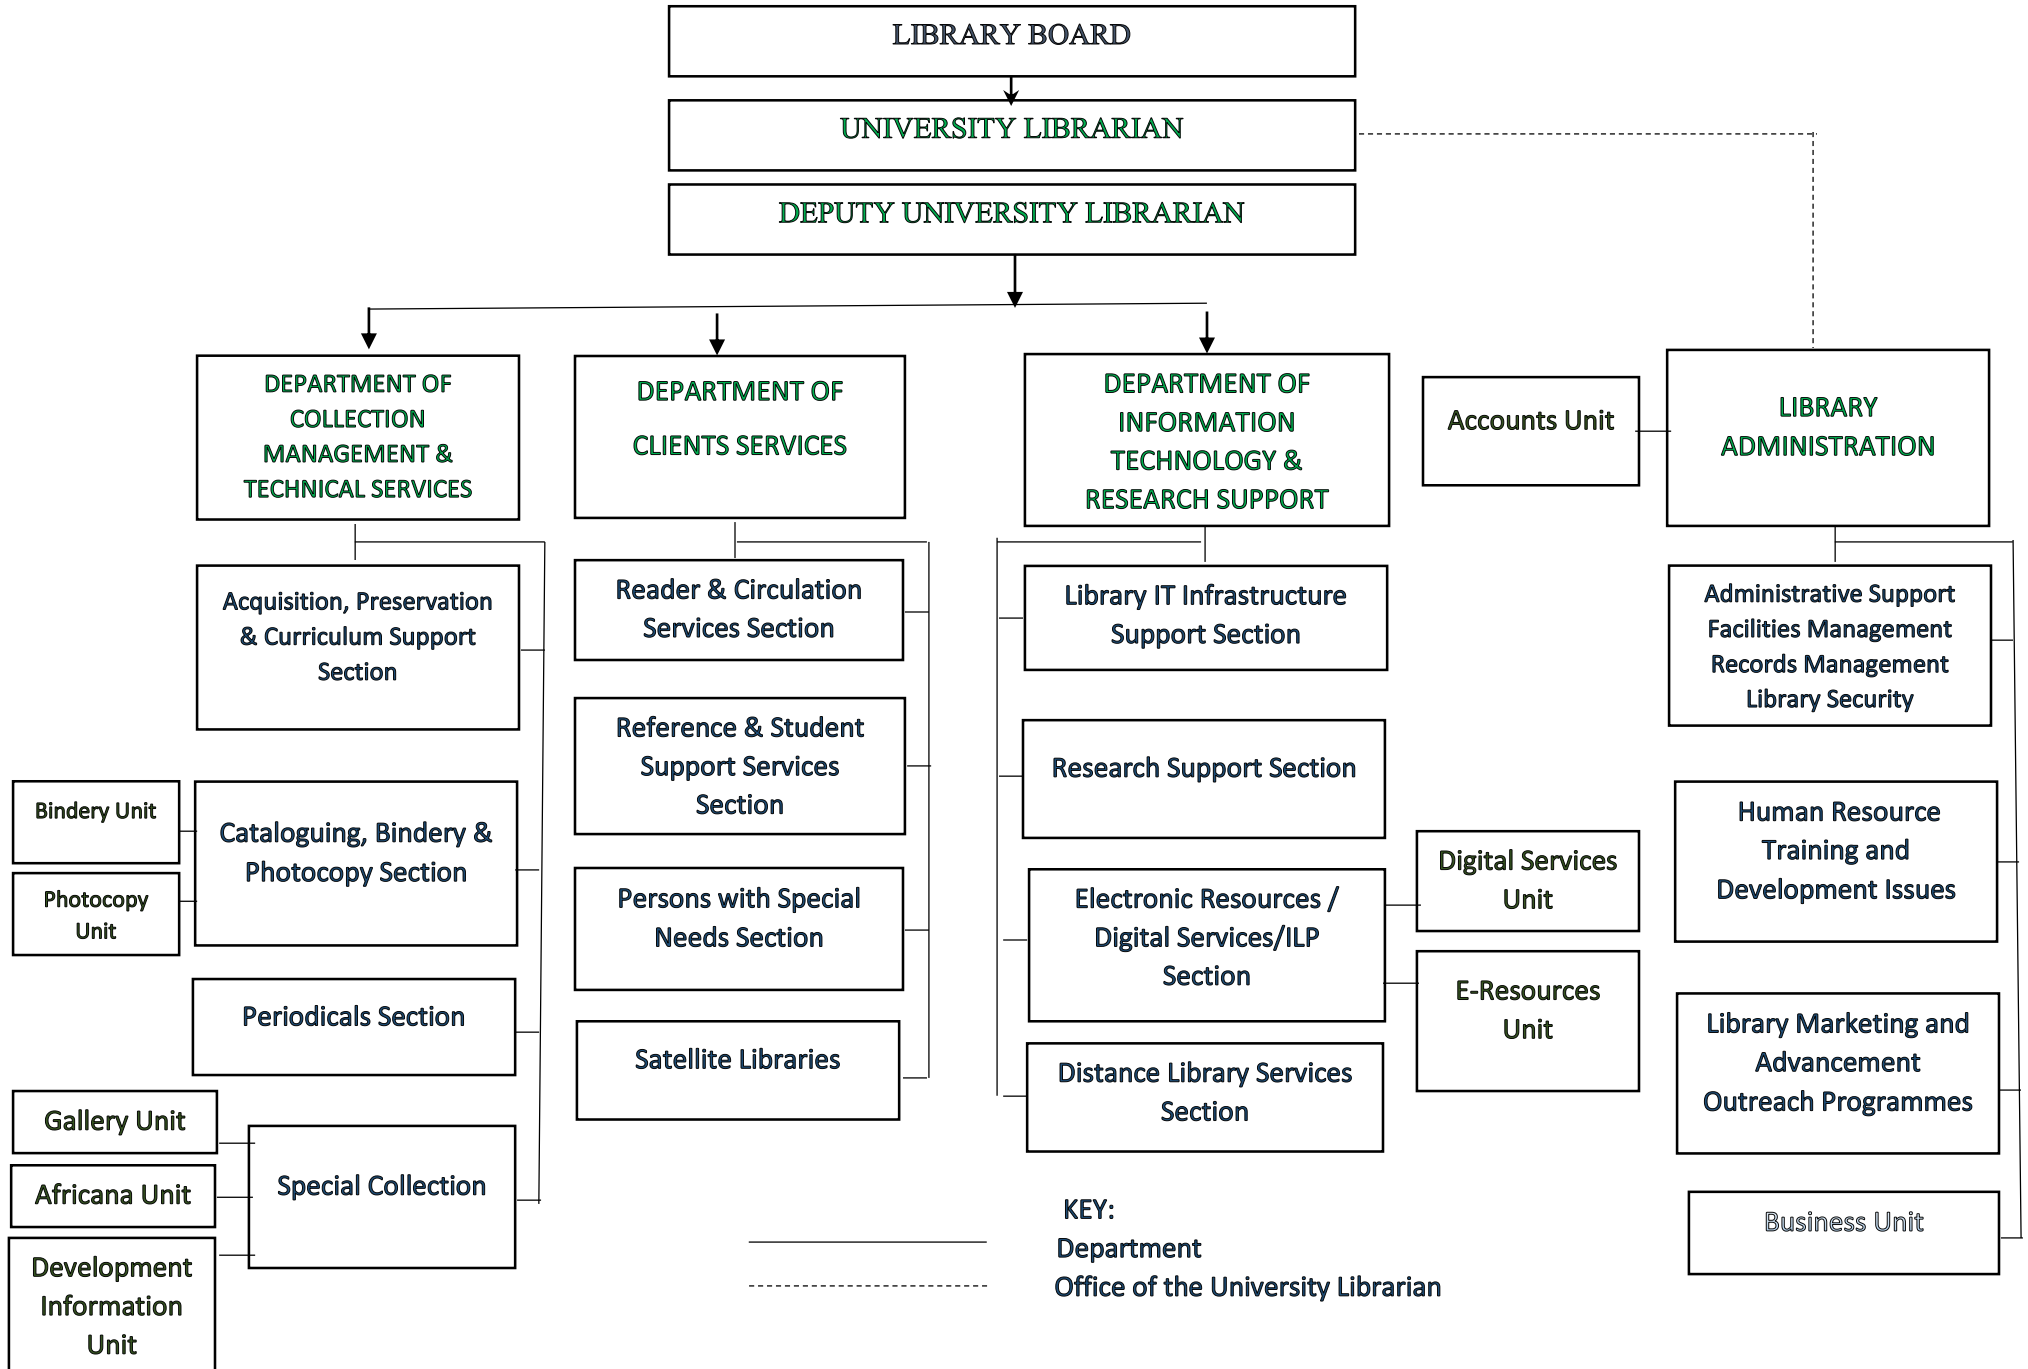 LIBRARY BOARD
UNIVERSITY LIBRARIAN
DEPUTY UNIVERSITY LIBRARIAN
DEPARTMENT OF
COLLECTION
MANAGEMENT &
TECHNICAL SERVICES
DEPARTMENT OF
CLIENTS SERVICES
DEPARTMENT OF
INFORMATION
TECHNOLOGY &
RESEARCH SUPPORT
Accounts Unit
LIBRARY
ADMINISTRATION
Acquisition, Preservation
& Curriculum Support
Section
Bindery Unit
Photocopy
Unit
Cataloguing, Bindery &
Photocopy Section
Periodicals Section
Gallery Unit
Africana Unit
Development
Information
Unit
Special Collection
Reader & Circulation
Services Section
Reference & Student
Support Services
Section
Persons with Special
Needs Section
Satellite Libraries
Library IT Infrastructure
Support Section
Research Support Section
Electronic Resources /
Digital Services/ILP
Section
Digital Services
Unit
E-Resources
Unit
Distance Library Services
Section
Administrative Support
Facilities Management
Records Management
Library Security
Human Resource
Training and
Development Issues
Library Marketing and
Advancement
Outreach Programmes
Business Unit
KEY:
Department
Office of the University Librarian